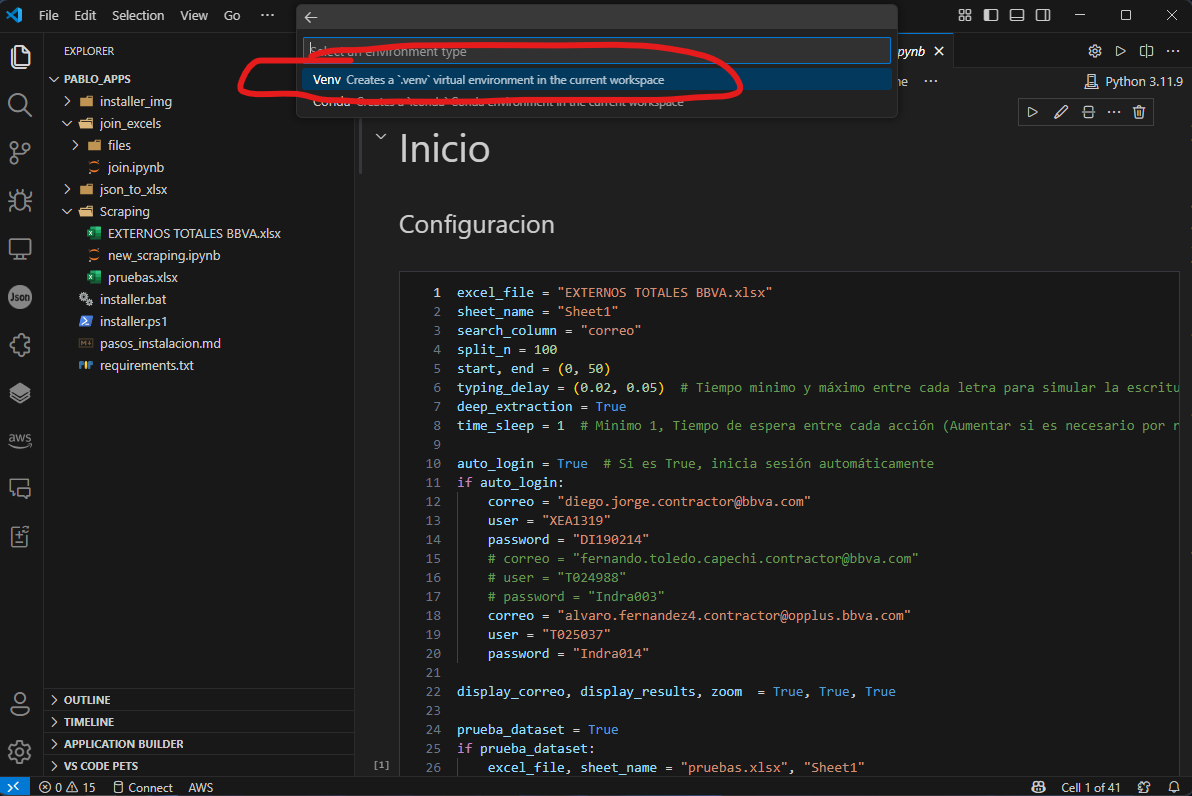 File Edit Selection View Go ···
Select an environment type
Venv Creates a `.venv` virtual environment in the current workspace
Conda Creates a `.conda` Conda environment in the current workspace
EXPLORER
PABLO_APPS
installer_img
join_excels
files
join.ipynb
json_to_xlsx
Scraping
EXTERNOS TOTALES BBVA.xlsx
new_scraping.ipynb
pruebas.xlsx
installer.bat
installer.ps1
pasos_instalacion.md
requirements.txt
OUTLINE
TIMELINE
APPLICATION BUILDER
VS CODE PETS
Json
aws
pynb
ne ···
Python 3.11.9
Inicio
Configuracion
1 excel_file = "EXTERNOS TOTALES BBVA.xlsx"
2 sheet_name = "Sheet1"
3 search_column = "correo"
4 split_n = 100
5 start, end = (0, 50)
6 typing_delay = (0.02, 0.05)  # Tiempo minimo y máximo entre cada letra para simular la escritu
7 deep_extraction = True
8 time_sleep = 1  # Minimo 1, Tiempo de espera entre cada acción (Aumentar si es necesario por r
9
10 auto_login = True  # Si es True, inicia sesión automáticamente
11 if auto_login:
12     correo = "diego.jorge.contractor@bbva.com"
13     user = "XEA1319"
14     password = "DI190214"
15     # correo = "fernando.toledo.capechi.contractor@bbva.com"
16     # user = "T024988"
17     # password = "Indra003"
18     correo = "alvaro.fernandez4.contractor@opplus.bbva.com"
19     user = "T025037"
20     password = "Indra014"
21
22 display_correo, display_results, zoom  = True, True, True
23
24 prueba_dataset = True
25 if prueba_dataset:
26     excel_file, sheet_name = "pruebas.xlsx", "Sheet1"
[1]
0 15 Connect AWS
Cell 1 of 41